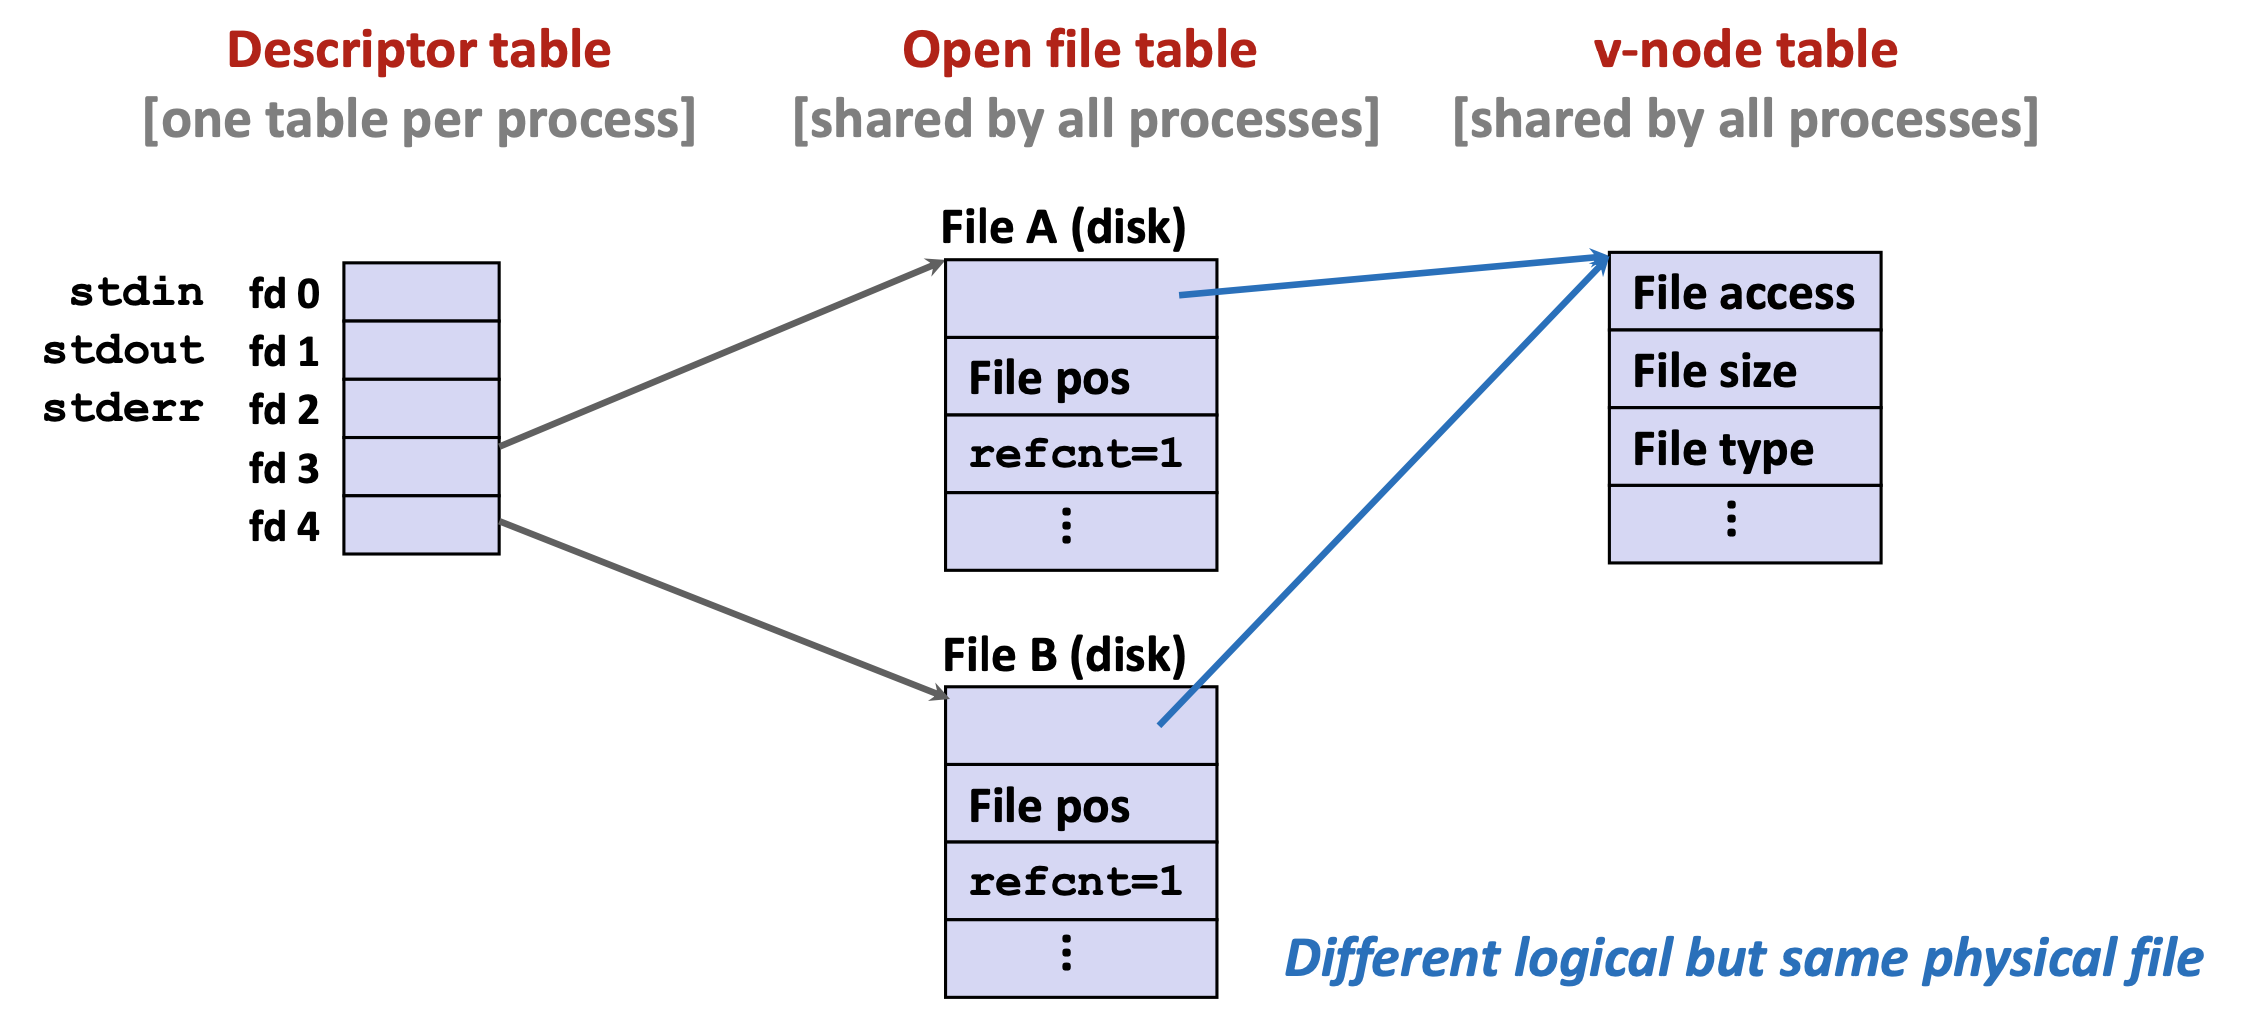 Descriptor table
[one table per process]
Open file table
[shared by all processes]
v-node table
[shared by all processes]
stdin fd 0
stdout fd 1
stderr fd 2
fd 3
fd 4
File A (disk)
File pos
refcnt=1
⋮
File B (disk)
File pos
refcnt=1
⋮
File access
File size
File type
⋮
Different logical but same physical file